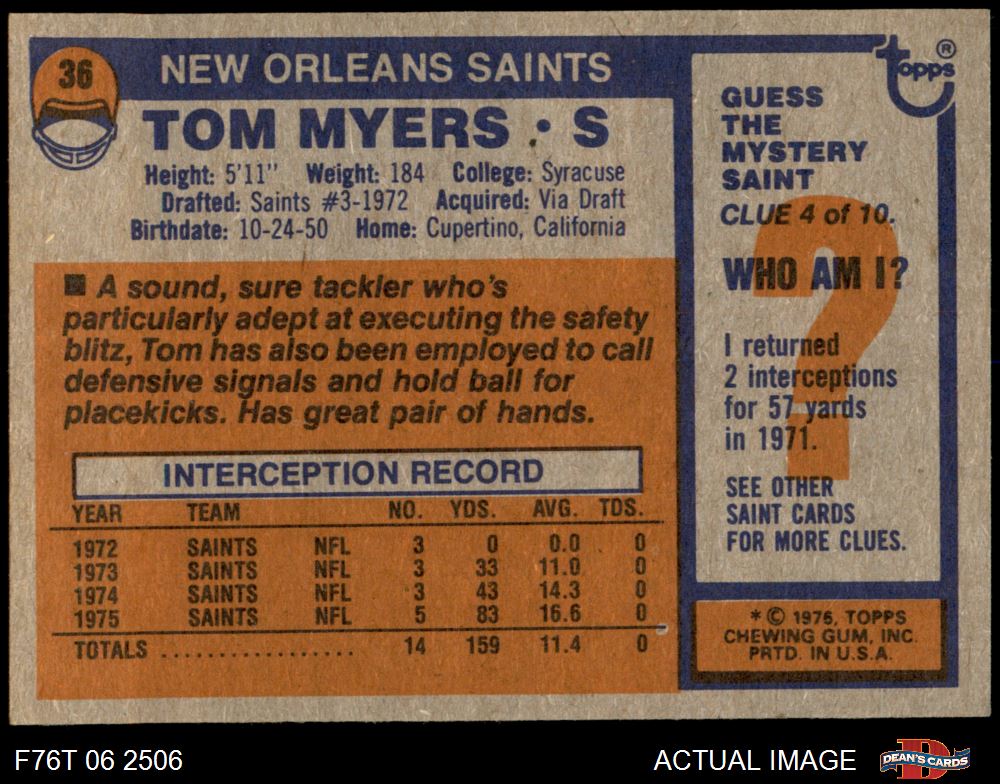 36
NEW ORLEANS SAINTS
TOM MYERS • S
Height: 5'11" Weight: 184 College: Syracuse
Drafted: Saints #3-1972 Acquired: Via Draft
Birthdate: 10-24-50 Home: Cupertino, California
■ A sound, sure tackler who's
particularly adept at executing the safety
blitz, Tom has also been employed to call
defensive signals and hold ball for
placekicks. Has great pair of hands.
INTERCEPTION RECORD
YEAR TEAM NO. YDS. AVG. TDS.
1972 SAINTS NFL 3 0 0.0 0
1973 SAINTS NFL 3 33 11.0 0
1974 SAINTS NFL 3 43 14.3 0
1975 SAINTS NFL 5 83 16.6 0
TOTALS .................. 14 159 11.4 0
topps ®
GUESS
THE
MYSTERY
SAINT
CLUE 4 of 10.
?
WHO AM I?
I returned
2 interceptions
for 57 yards
in 1971.
SEE OTHER
SAINT CARDS
FOR MORE CLUES.
* © 1976, TOPPS
CHEWING GUM, INC.
PRTD. IN U.S.A.
F76T 06 2506
ACTUAL IMAGE
D
DEAN'S CARDS